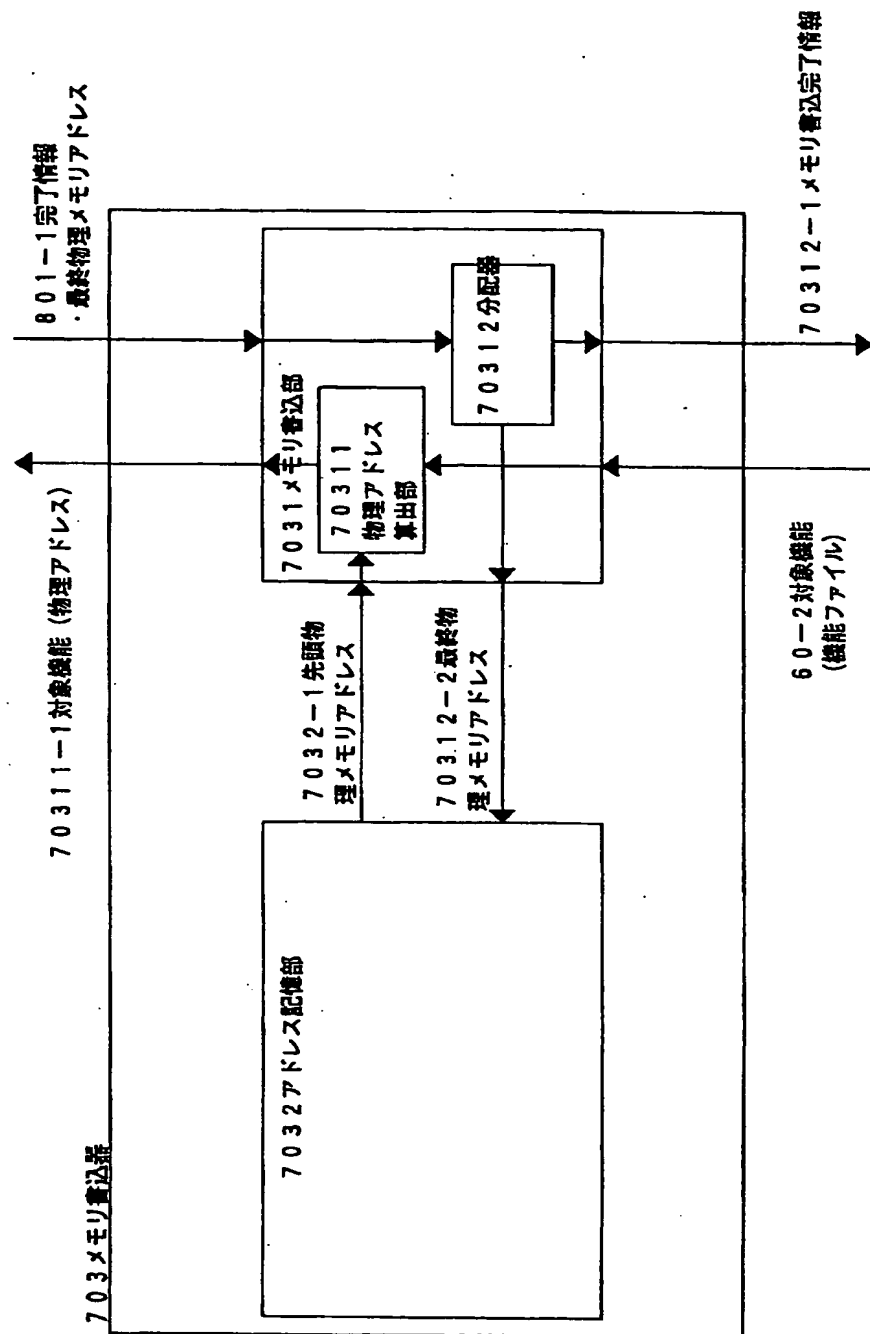 703メモリ書込器
7032アドレス記憶部
70311-1対象機能(物理アドレス)
7032-1先頭物
理メモリアドレス
70312-2最終物
理メモリアドレス
60-2対象機能
(機能ファイル)
7031メモリ書込部
70311
物理アドレス
算出部
70312分配器
801-1完了情報
・最終物理メモリアドレス
70312-1メモリ書込完了情報